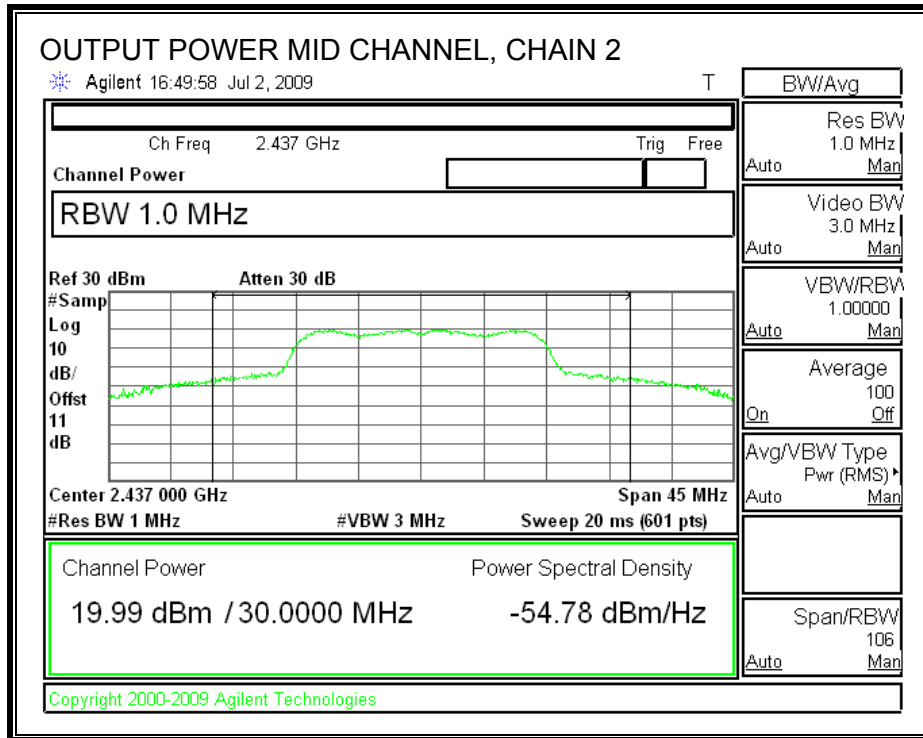 OUTPUT POWER MID CHANNEL, CHAIN 2
Agilent 16:49:58 Jul 2, 2009 T
Ch Freq 2.437 GHz Trig Free
Channel Power
RBW 1.0 MHz
Ref 30 dBm Atten 30 dB
#Samp
Log
10
dB/
Offst
11
dB
Center 2.437 000 GHz Span 45 MHz
#Res BW 1 MHz #VBW 3 MHz Sweep 20 ms (601 pts)
Channel Power Power Spectral Density
19.99 dBm / 30.0000 MHz -54.78 dBm/Hz
Copyright 2000-2009 Agilent Technologies
BW/Avg
Res BW
1.0 MHz
Auto Man
Video BW
3.0 MHz
Auto Man
VBW/RBW
1.00000
Auto Man
Average
100
On Off
Avg/VBW Type
Pwr (RMS)
Auto Man
Span/RBW
106
Auto Man